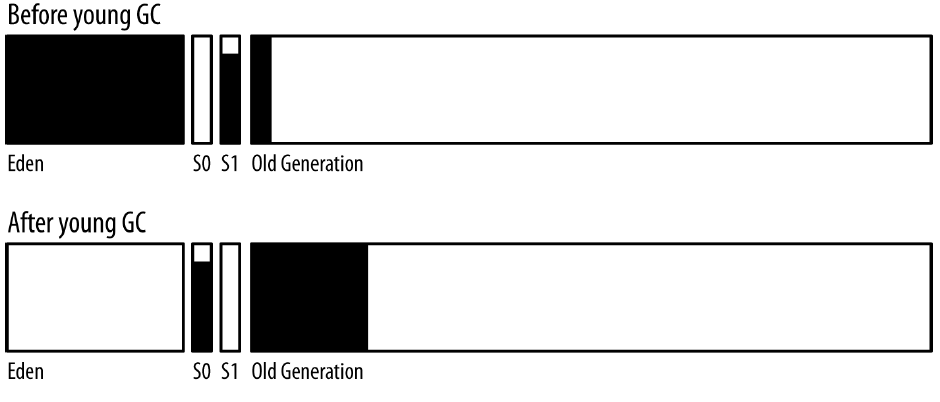 Before young GC
Eden S0 S1 Old Generation
After young GC
Eden S0 S1 Old Generation